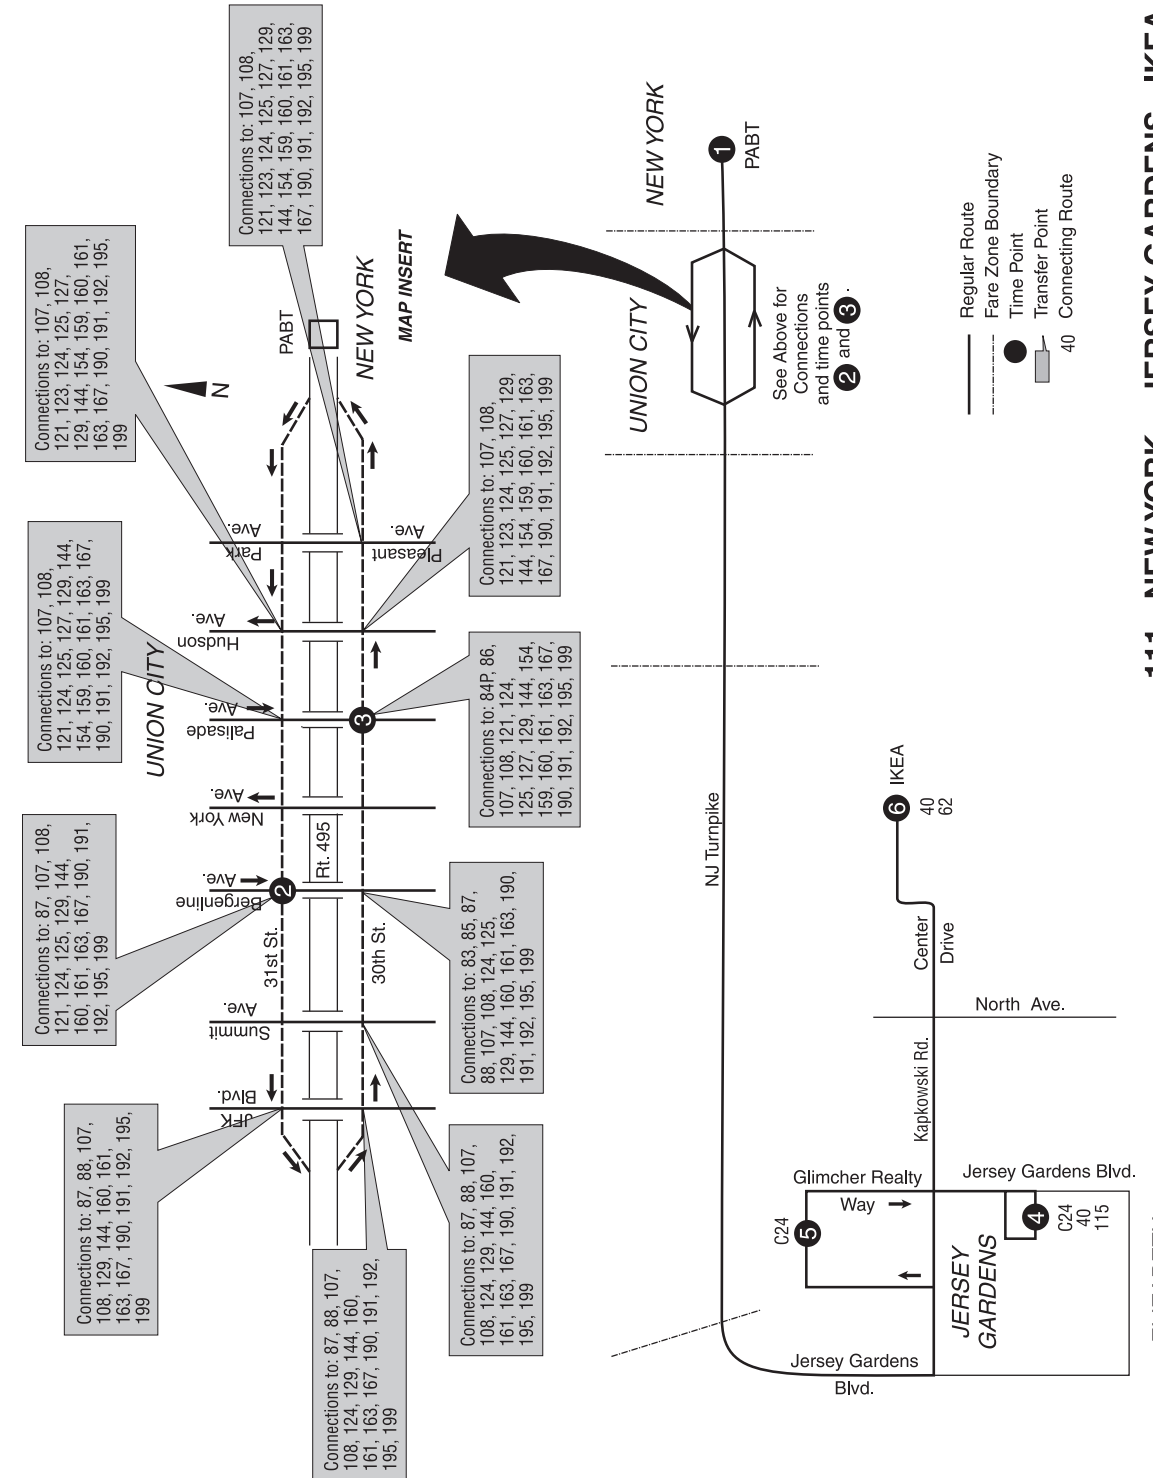 Connections to: 87, 88, 107,
108, 129, 144, 160, 161,
163, 167, 190, 191, 192, 195,
199
Connections to: 87, 107, 108,
121, 124, 125, 129, 144,
160, 161, 163, 167, 190, 191,
192, 195, 199
Connections to: 107, 108,
121, 124, 125, 127, 129, 144,
154, 159, 160, 161, 163, 167,
190, 191, 192, 195, 199
Connections to: 107, 108,
121, 123, 124, 125, 127,
129, 144, 154, 159, 160, 161,
163, 167, 190, 191, 192, 195,
199
Connections to: 107, 108,
121, 123, 124, 125, 127, 129,
144, 154, 159, 160, 161, 163,
167, 190, 191, 192, 195, 199
UNION CITY
N
JFK
Blvd.
Summit
Ave.
Bergenline
Ave.
New York
Ave.
Palisade
Ave.
Hudson
Ave.
Park
Ave.
PABT
31st St.
2
Rt. 495
30th St.
3
Pleasant
Ave.
NEW YORK
MAP INSERT
Connections to: 87, 88, 107,
108, 124, 129, 144, 160,
161, 163, 167, 190, 191, 192,
195, 199
Connections to: 87, 88, 107,
108, 124, 129, 144, 160,
161, 163, 167, 190, 191, 192,
195, 199
Connections to: 83, 85, 87,
88, 107, 108, 124, 125,
129, 144, 160, 161, 163, 190,
191, 192, 195, 199
Connections to: 84P, 86,
107, 108, 121, 124,
125, 127, 129, 144, 154,
159, 160, 161, 163, 167,
190, 191, 192, 195, 199
Connections to: 107, 108,
121, 123, 124, 125, 127, 129,
144, 154, 159, 160, 161, 163,
167, 190, 191, 192, 195, 199
UNION CITY
NEW YORK
NJ Turnpike
1
PABT
See Above for
Connections
and time points
2 and 3 .
Jersey Gardens
Blvd.
C24
5
Glimcher Realty
Way
JERSEY
GARDENS
4
C24
40
115
Jersey Gardens Blvd.
Kapkowski Rd.
North Ave.
Center
Drive
6
IKEA
40
62
Regular Route
Fare Zone Boundary
Time Point
Transfer Point
40 Connecting Route
111 NEW YORK JERSEY GARDENS IKEA